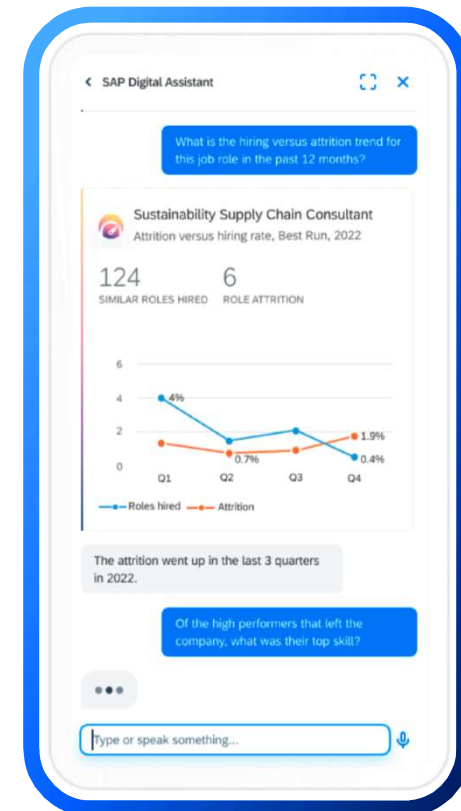 SAP Digital Assistant
What is the hiring versus attrition trend for
this job role in the past 12 months?
Sustainability Supply Chain Consultant
Attrition versus hiring rate, Best Run, 2022
124
SIMILAR ROLES HIRED
6
ROLE ATTRITION
6
4
2
0
4%
0.7%
1.9%
0.4%
Q1
Q2
Q3
Q4
Roles hired
Attrition
The attrition went up in the last 3 quarters
in 2022.
Of the high performers that left the
company, what was their top skill?
Type or speak something...